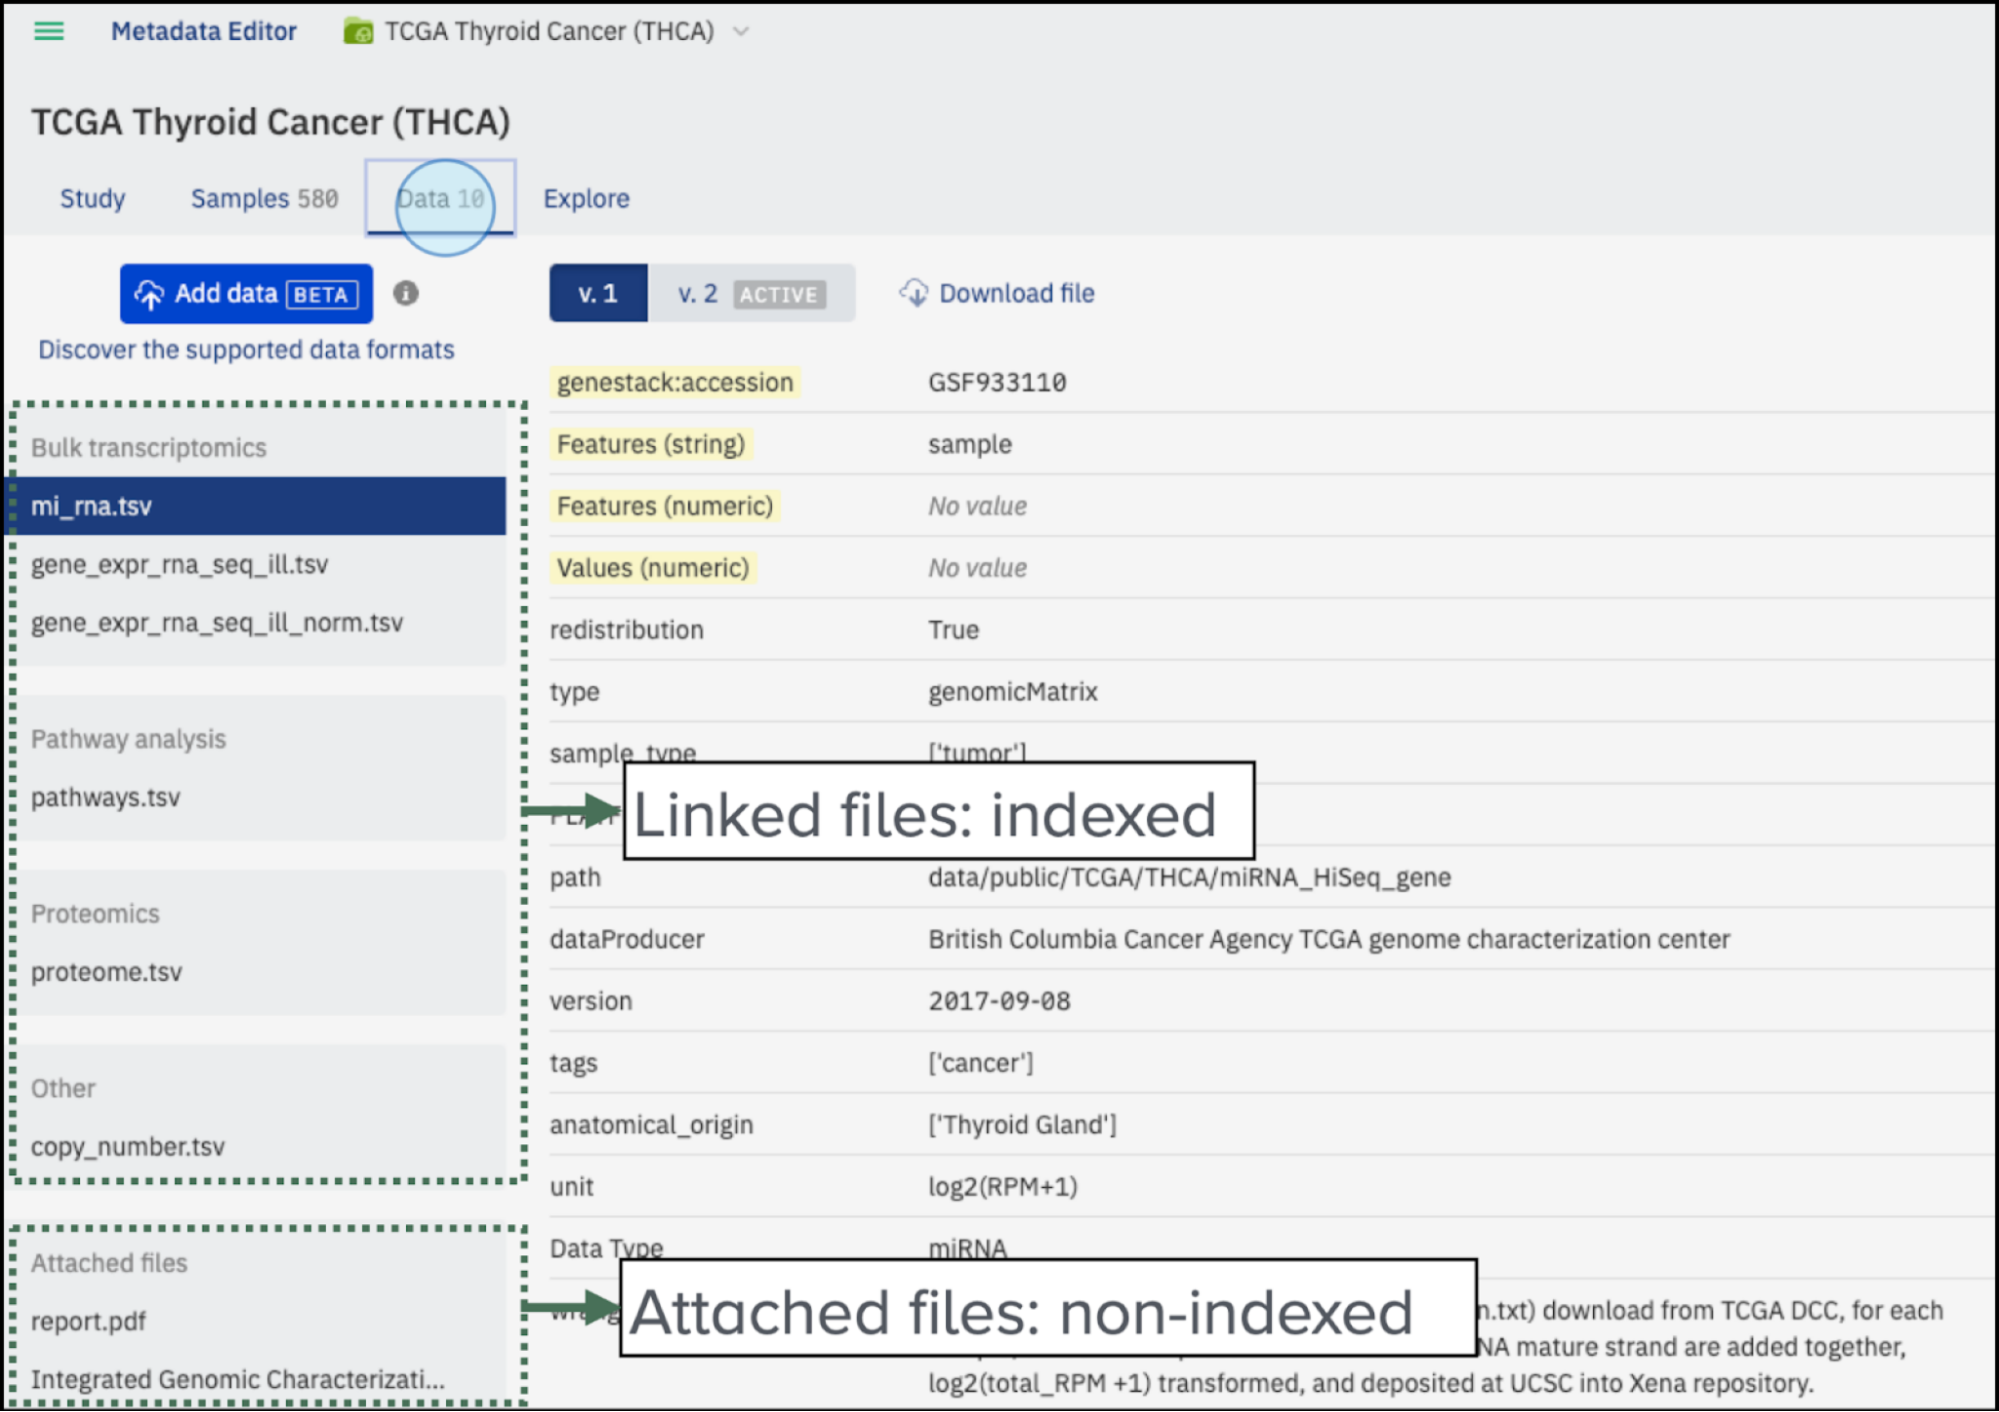 Metadata Editor TCGA Thyroid Cancer (THCA)
TCGA Thyroid Cancer (THCA)
Study Samples 580 Data 10 Explore
Add data BETA
Discover the supported data formats
Bulk transcriptomics
mi_rna.tsv
gene_expr_rna_seq_ill.tsv
gene_expr_rna_seq_ill_norm.tsv
Pathway analysis
pathways.tsv
Proteomics
proteome.tsv
Other
copy_number.tsv
Attached files
report.pdf
Integrated Genomic Characterizati...
v. 1 v. 2 ACTIVE Download file
genestack:accession GSF933110
Features (string) sample
Features (numeric) No value
Values (numeric) No value
redistribution True
type genomicMatrix
sample_type ['tumor']
Linked files: indexed
path data/public/TCGA/THCA/miRNA_HiSeq_gene
dataProducer British Columbia Cancer Agency TCGA genome characterization center
version 2017-09-08
tags ['cancer']
anatomical_origin ['Thyroid Gland']
unit log2(RPM+1)
Data Type miRNA
Attached files: non-indexed
n.txt) download from TCGA DCC, for each
NA mature strand are added together,
log2(total_RPM +1) transformed, and deposited at UCSC into Xena repository.